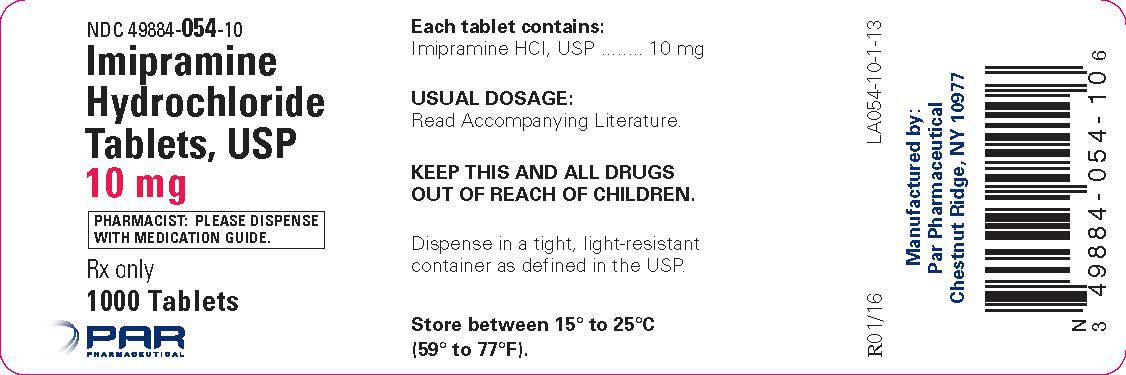 NDC 49884-054-10
Imipramine
Hydrochloride
Tablets, USP
10 mg
PHARMACIST: PLEASE DISPENSE
WITH MEDICATION GUIDE.
Rx only
1000 Tablets
PAR
PHARMACEUTICAL
Each tablet contains:
Imipramine HCl, USP ........ 10 mg
USUAL DOSAGE:
Read Accompanying Literature.
KEEP THIS AND ALL DRUGS
OUT OF REACH OF CHILDREN.
Dispense in a tight, light-resistant
container as defined in the USP.
Store between 15° to 25°C
(59° to 77°F).
LA054-10-1-13
R01/16
Manufactured by:
Par Pharmaceutical
Chestnut Ridge, NY 10977
N
3 49884-054-10 6